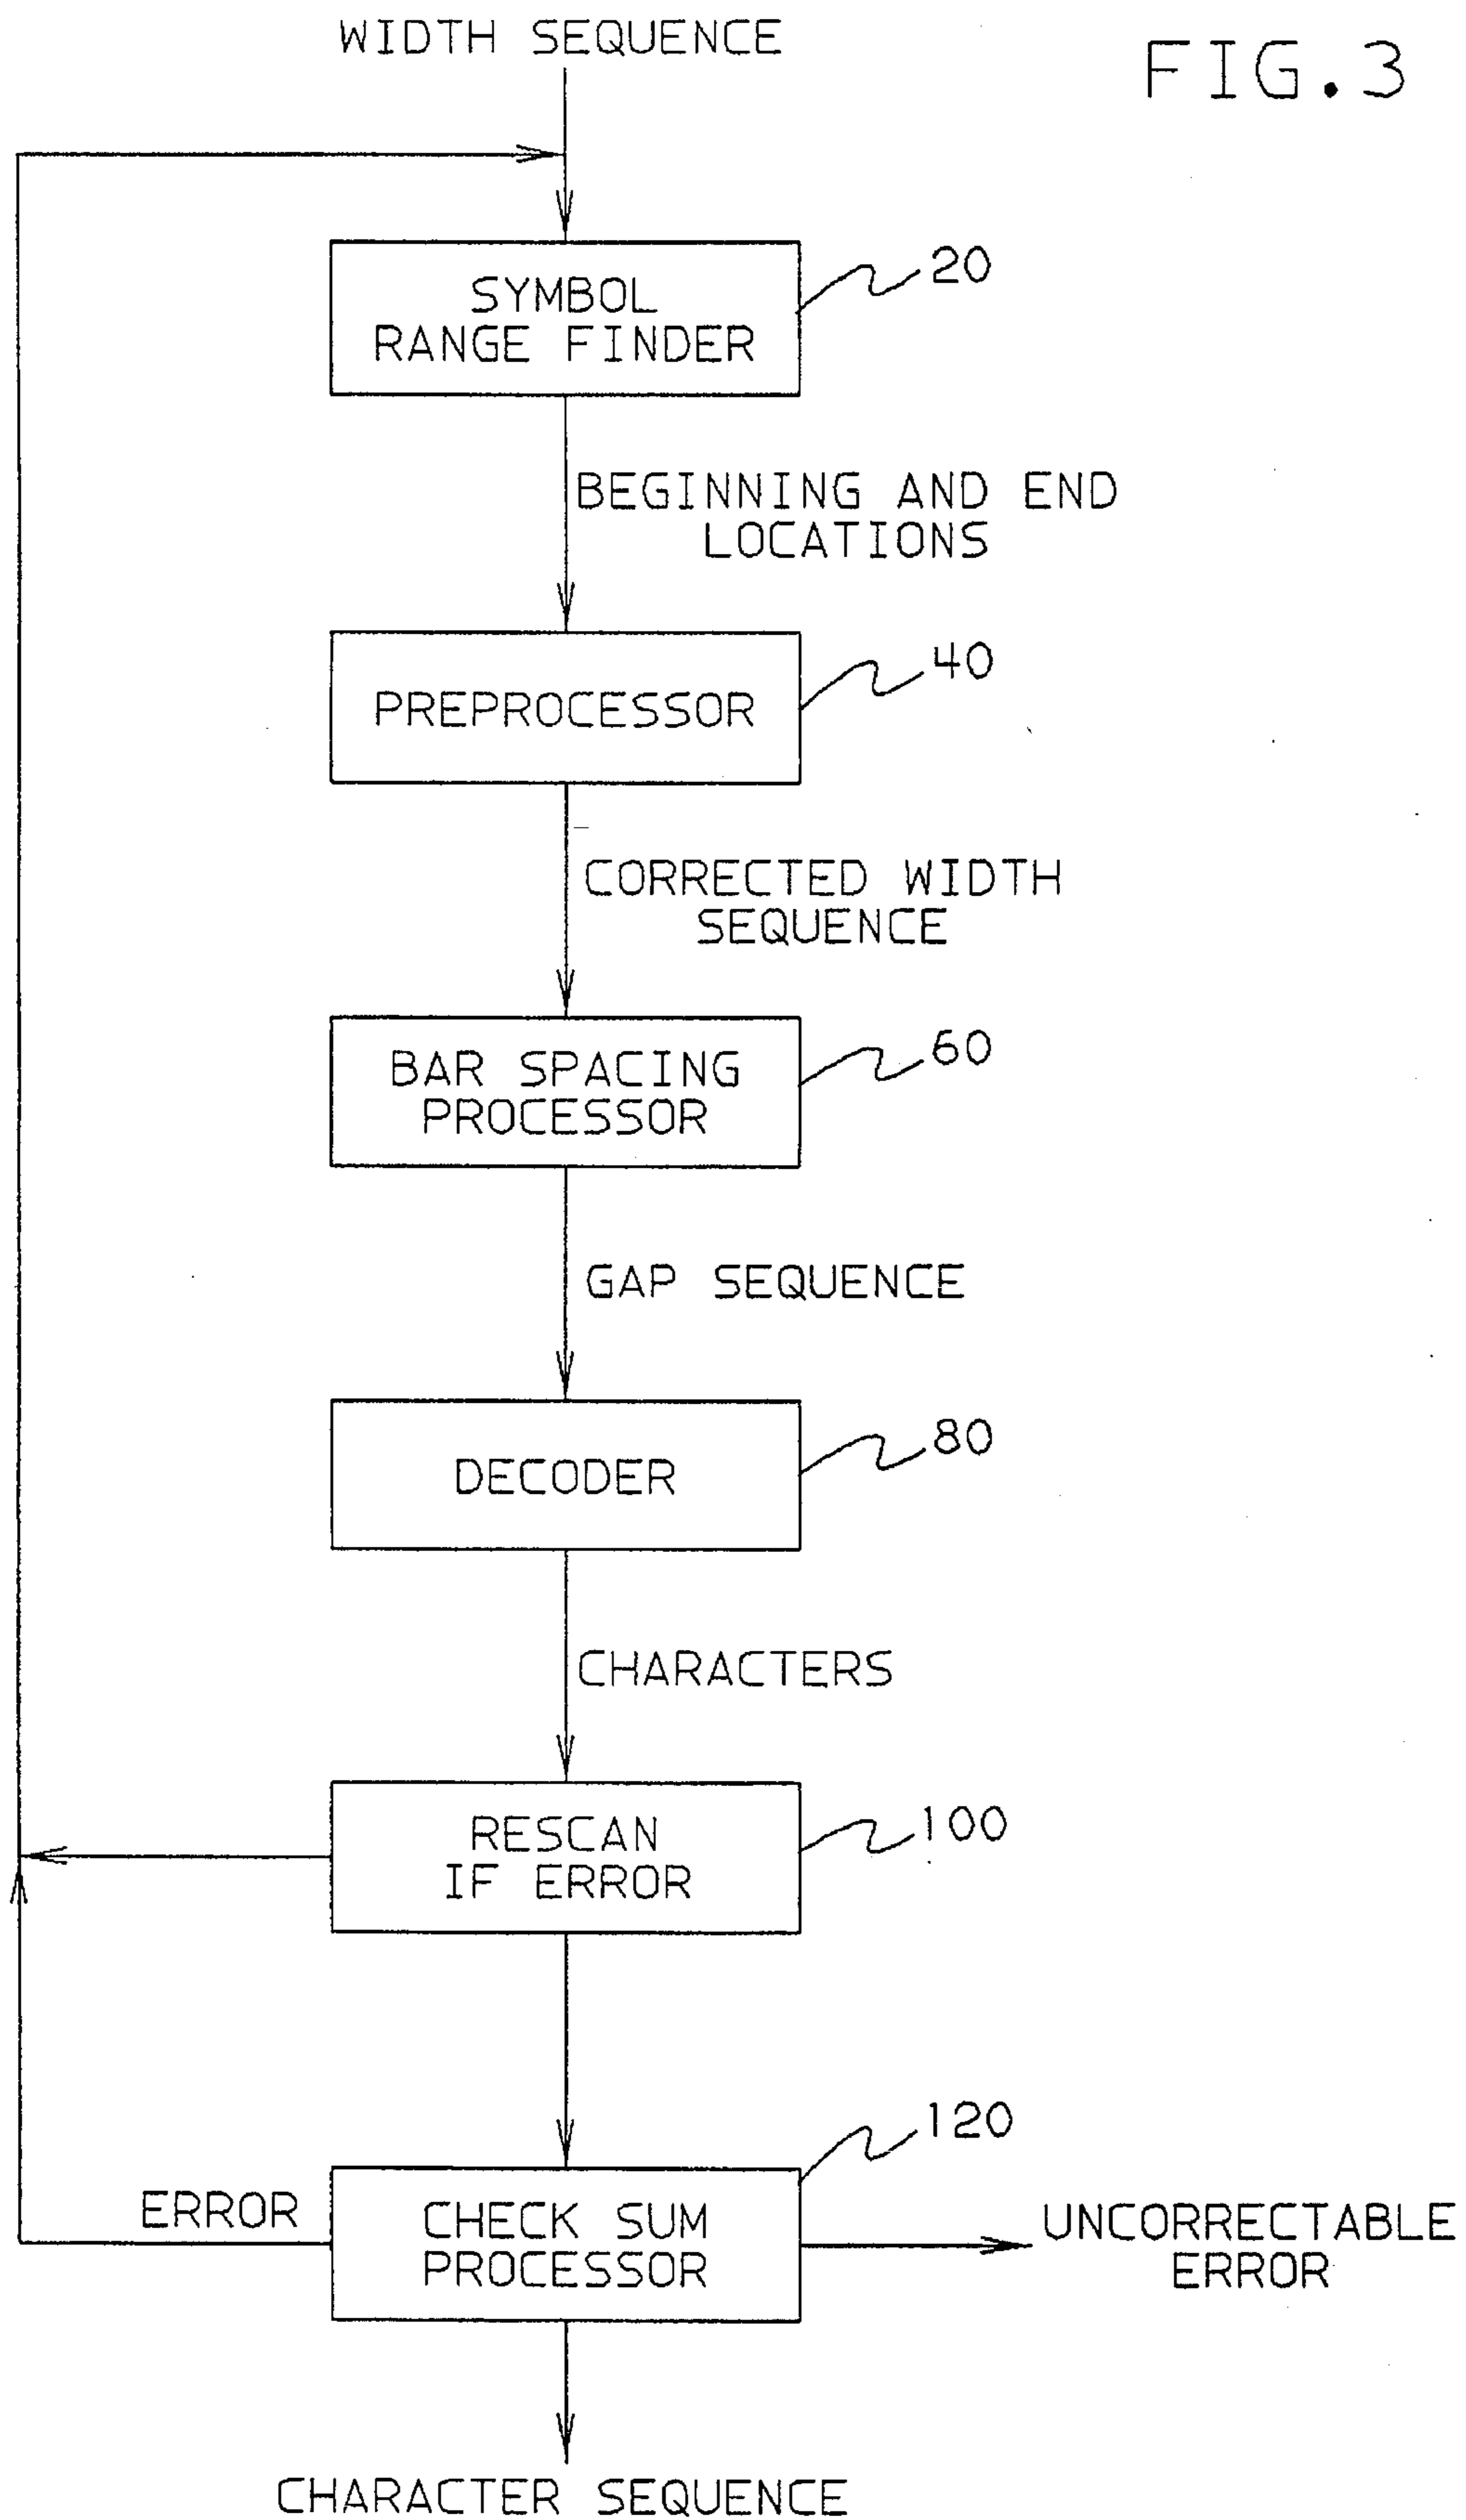 WIDTH SEQUENCE
FIG.3
20
SYMBOL
RANGE FINDER
BEGINNING AND END
LOCATIONS
40
PREPROCESSOR
CORRECTED WIDTH
SEQUENCE
60
BAR SPACING
PROCESSOR
GAP SEQUENCE
80
DECODER
CHARACTERS
100
RESCAN
IF ERROR
120
ERROR
CHECK SUM
PROCESSOR
UNCORRECTABLE
ERROR
CHARACTER SEQUENCE